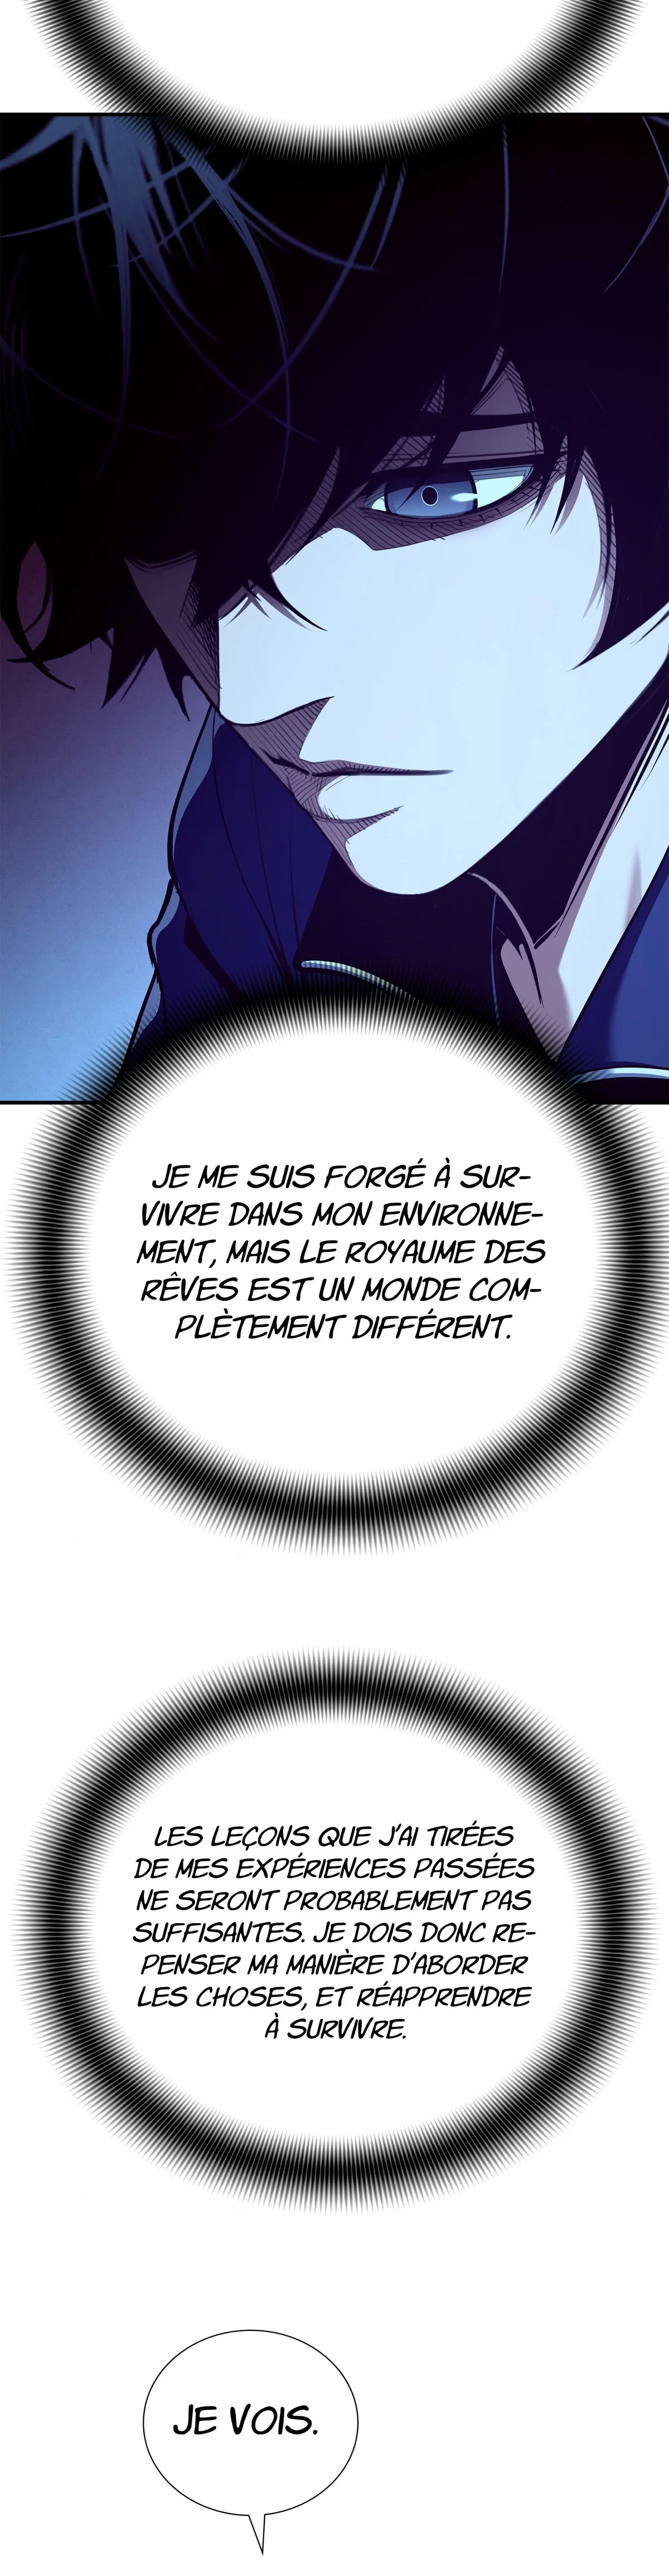 JE ME SUIS FORGÉ À SUR-
VIVRE DANS MON ENVIRONNE-
MENT, MAIS LE ROYAUME DES
RÊVES EST UN MONDE COM-
PLÈTEMENT DIFFÉRENT.
LES LEÇONS QUE J'AI TIRÉES
DE MES EXPÉRIENCES PASSÉES
NE SERONT PROBABLEMENT PAS
SUFFISANTES. JE DOIS DONC RE-
PENSER MA MANIÈRE D'ABORDER
LES CHOSES, ET RÉAPPRENDRE
À SURVIVRE.
JE VOIS.